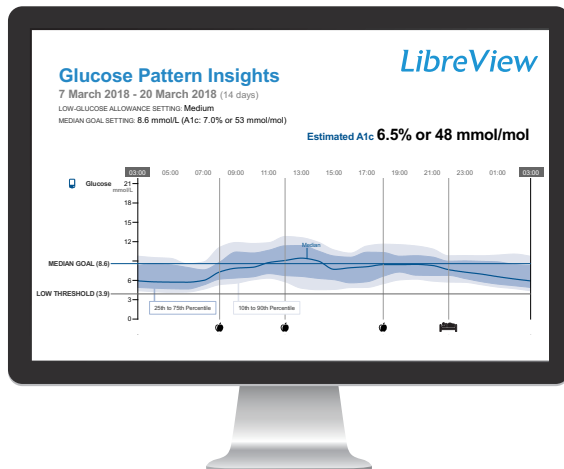 LibreView
Glucose Pattern Insights
7 March 2018 - 20 March 2018 (14 days)
LOW-GLUCOSE ALLOWANCE SETTING: Medium
MEDIAN GOAL SETTING: 8.6 mmol/L (A1c: 7.0% or 53 mmol/mol)
Estimated A1c 6.5% or 48 mmol/mol
03:00 05:00 07:00 09:00 11:00 13:00 15:00 17:00 19:00 21:00 23:00 01:00 03:00
Glucose 21
mmol/L
18
15
12
Median
MEDIAN GOAL (8.6)
9
6
LOW THRESHOLD (3.9)
3
25th to 75th Percentile 10th to 90th Percentile
0